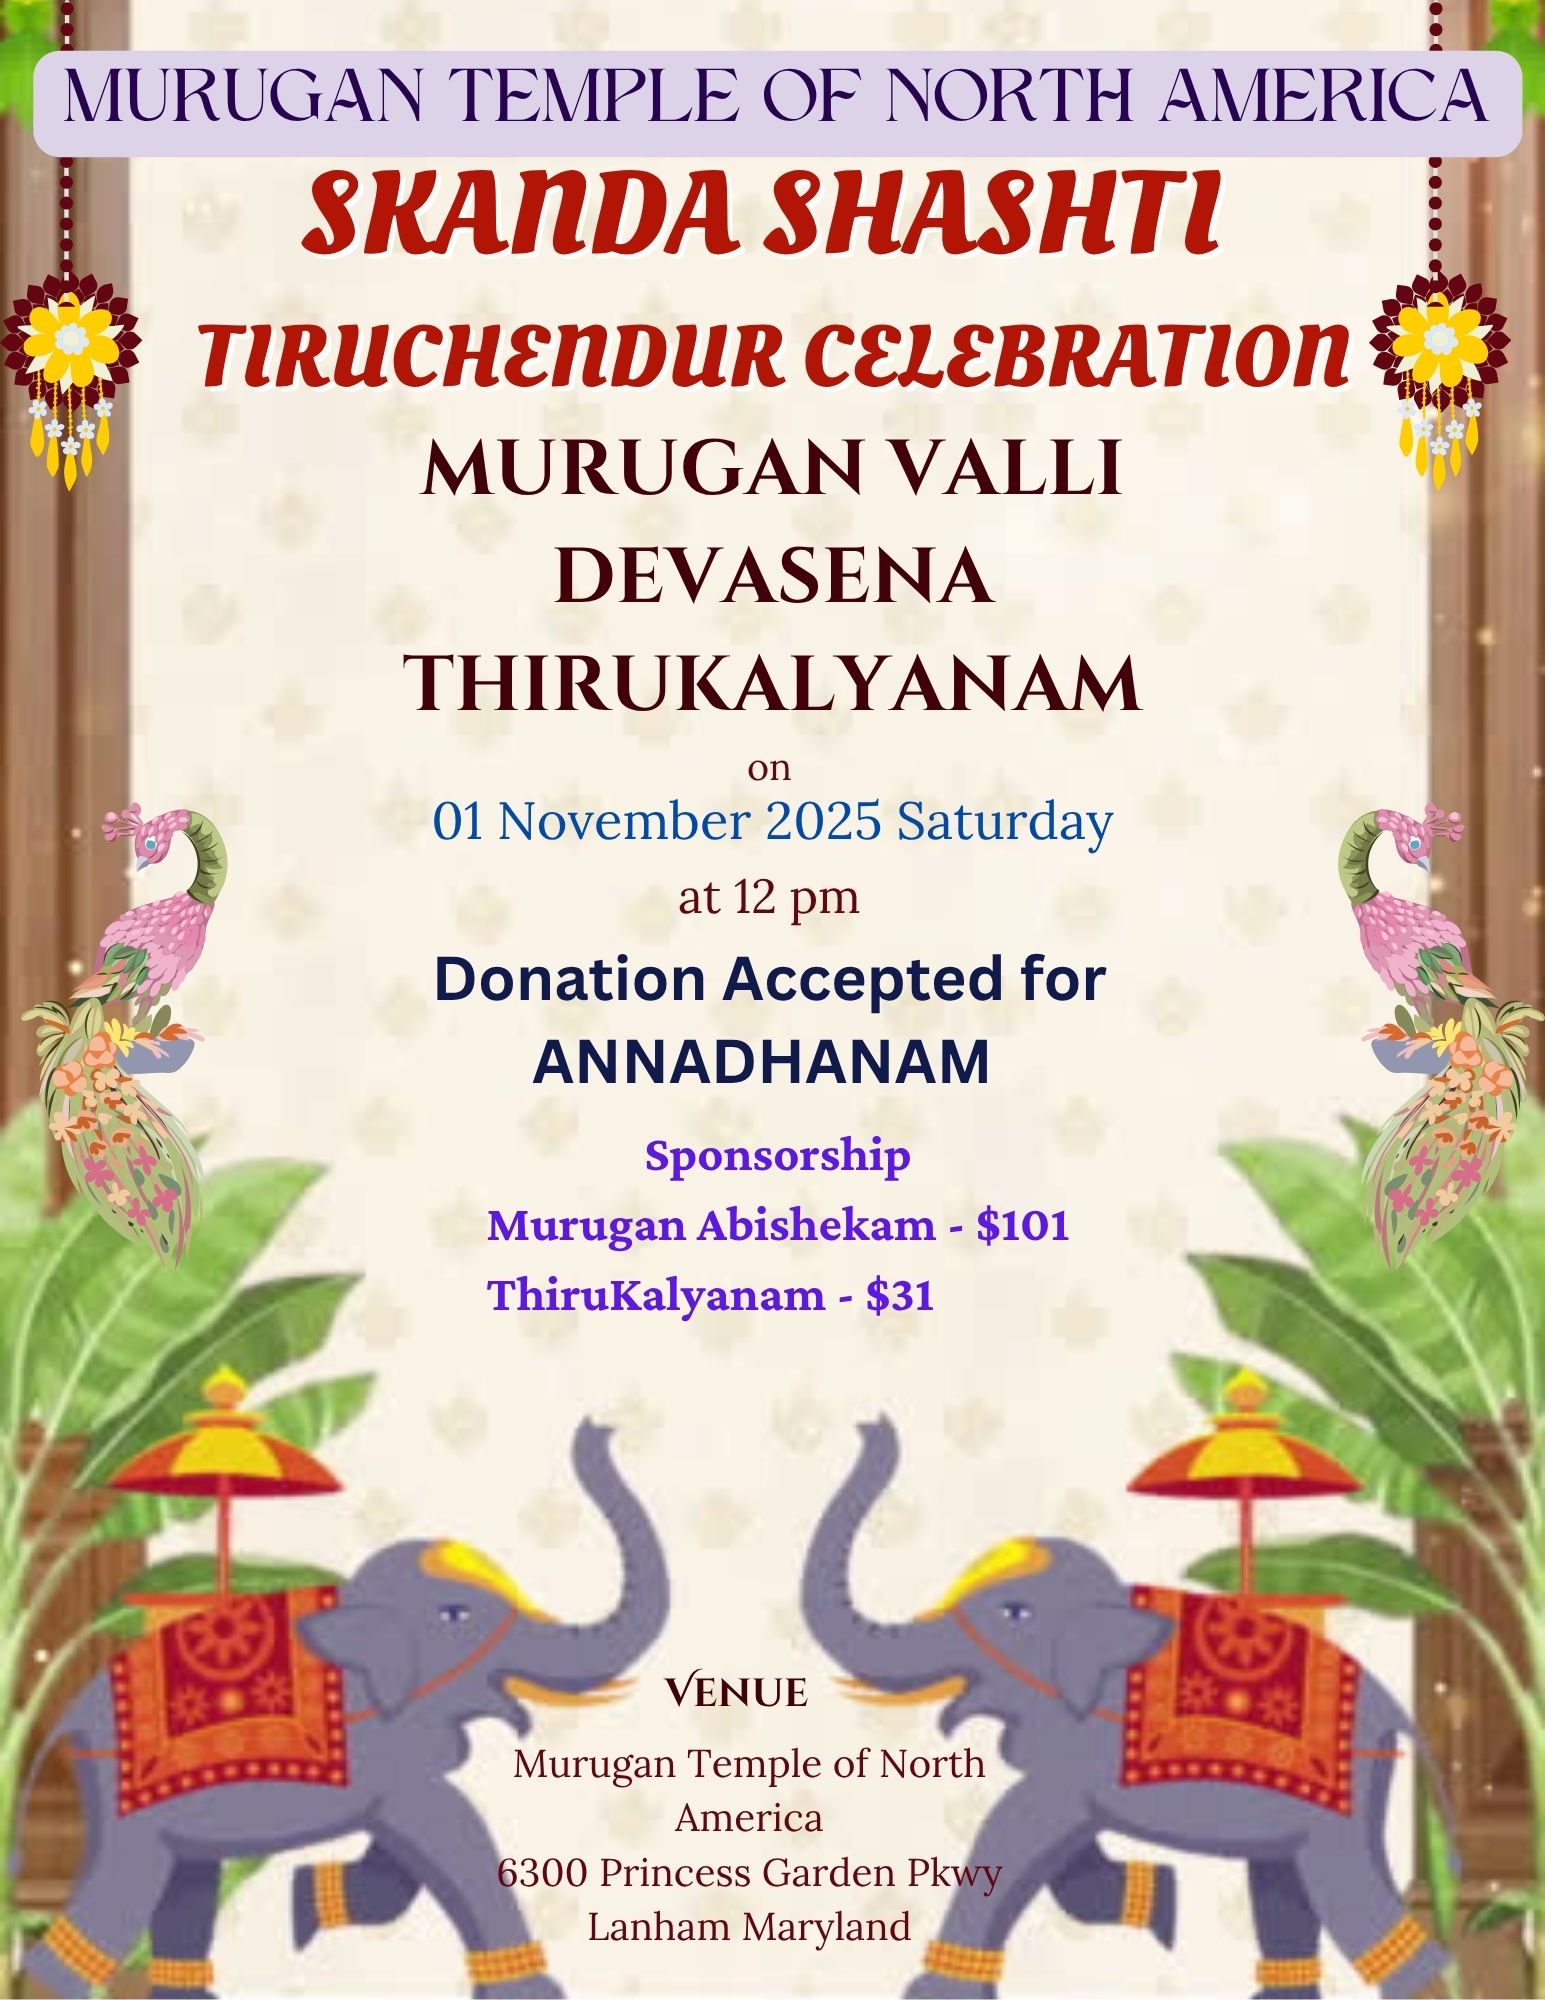 MURUGAN TEMPLE OF NORTH AMERICA
SKANDA SHASHTI
TIRUCHENDUR CELEBRATION
MURUGAN VALLI
DEVASENA
THIRUKALYANAM
on
01 November 2025 Saturday
at 12 pm
Donation Accepted for
ANNADHANAM
Sponsorship
Murugan Abishekam - $101
ThiruKalyanam - $31
VENUE
Murugan Temple of North
America
6300 Princess Garden Pkwy
Lanham Maryland